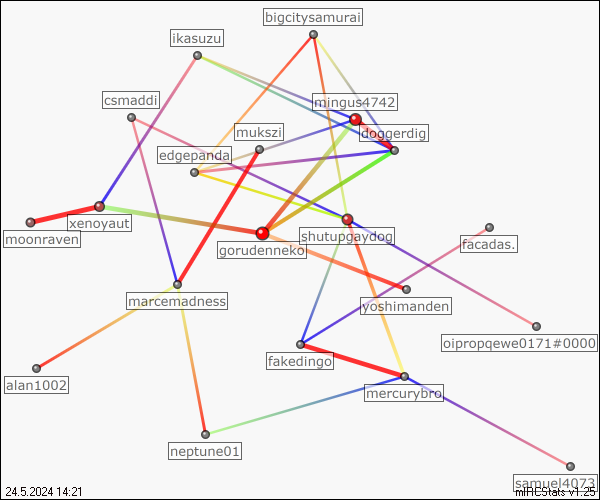 bigcitysamurai
ikasuzu
csmaddi
mingus4742
mukszi
doggerdig
edgepanda
xenoyaut
moonraven
gorudenneko
shutupgaydog
facadas.
marcemadness
yoshimanden
oipropqewe0171#0000
fakedingo
alan1002
mercurybro
neptune01
samuel4073
24.5.2024 14:21
mIRCStats v1.25